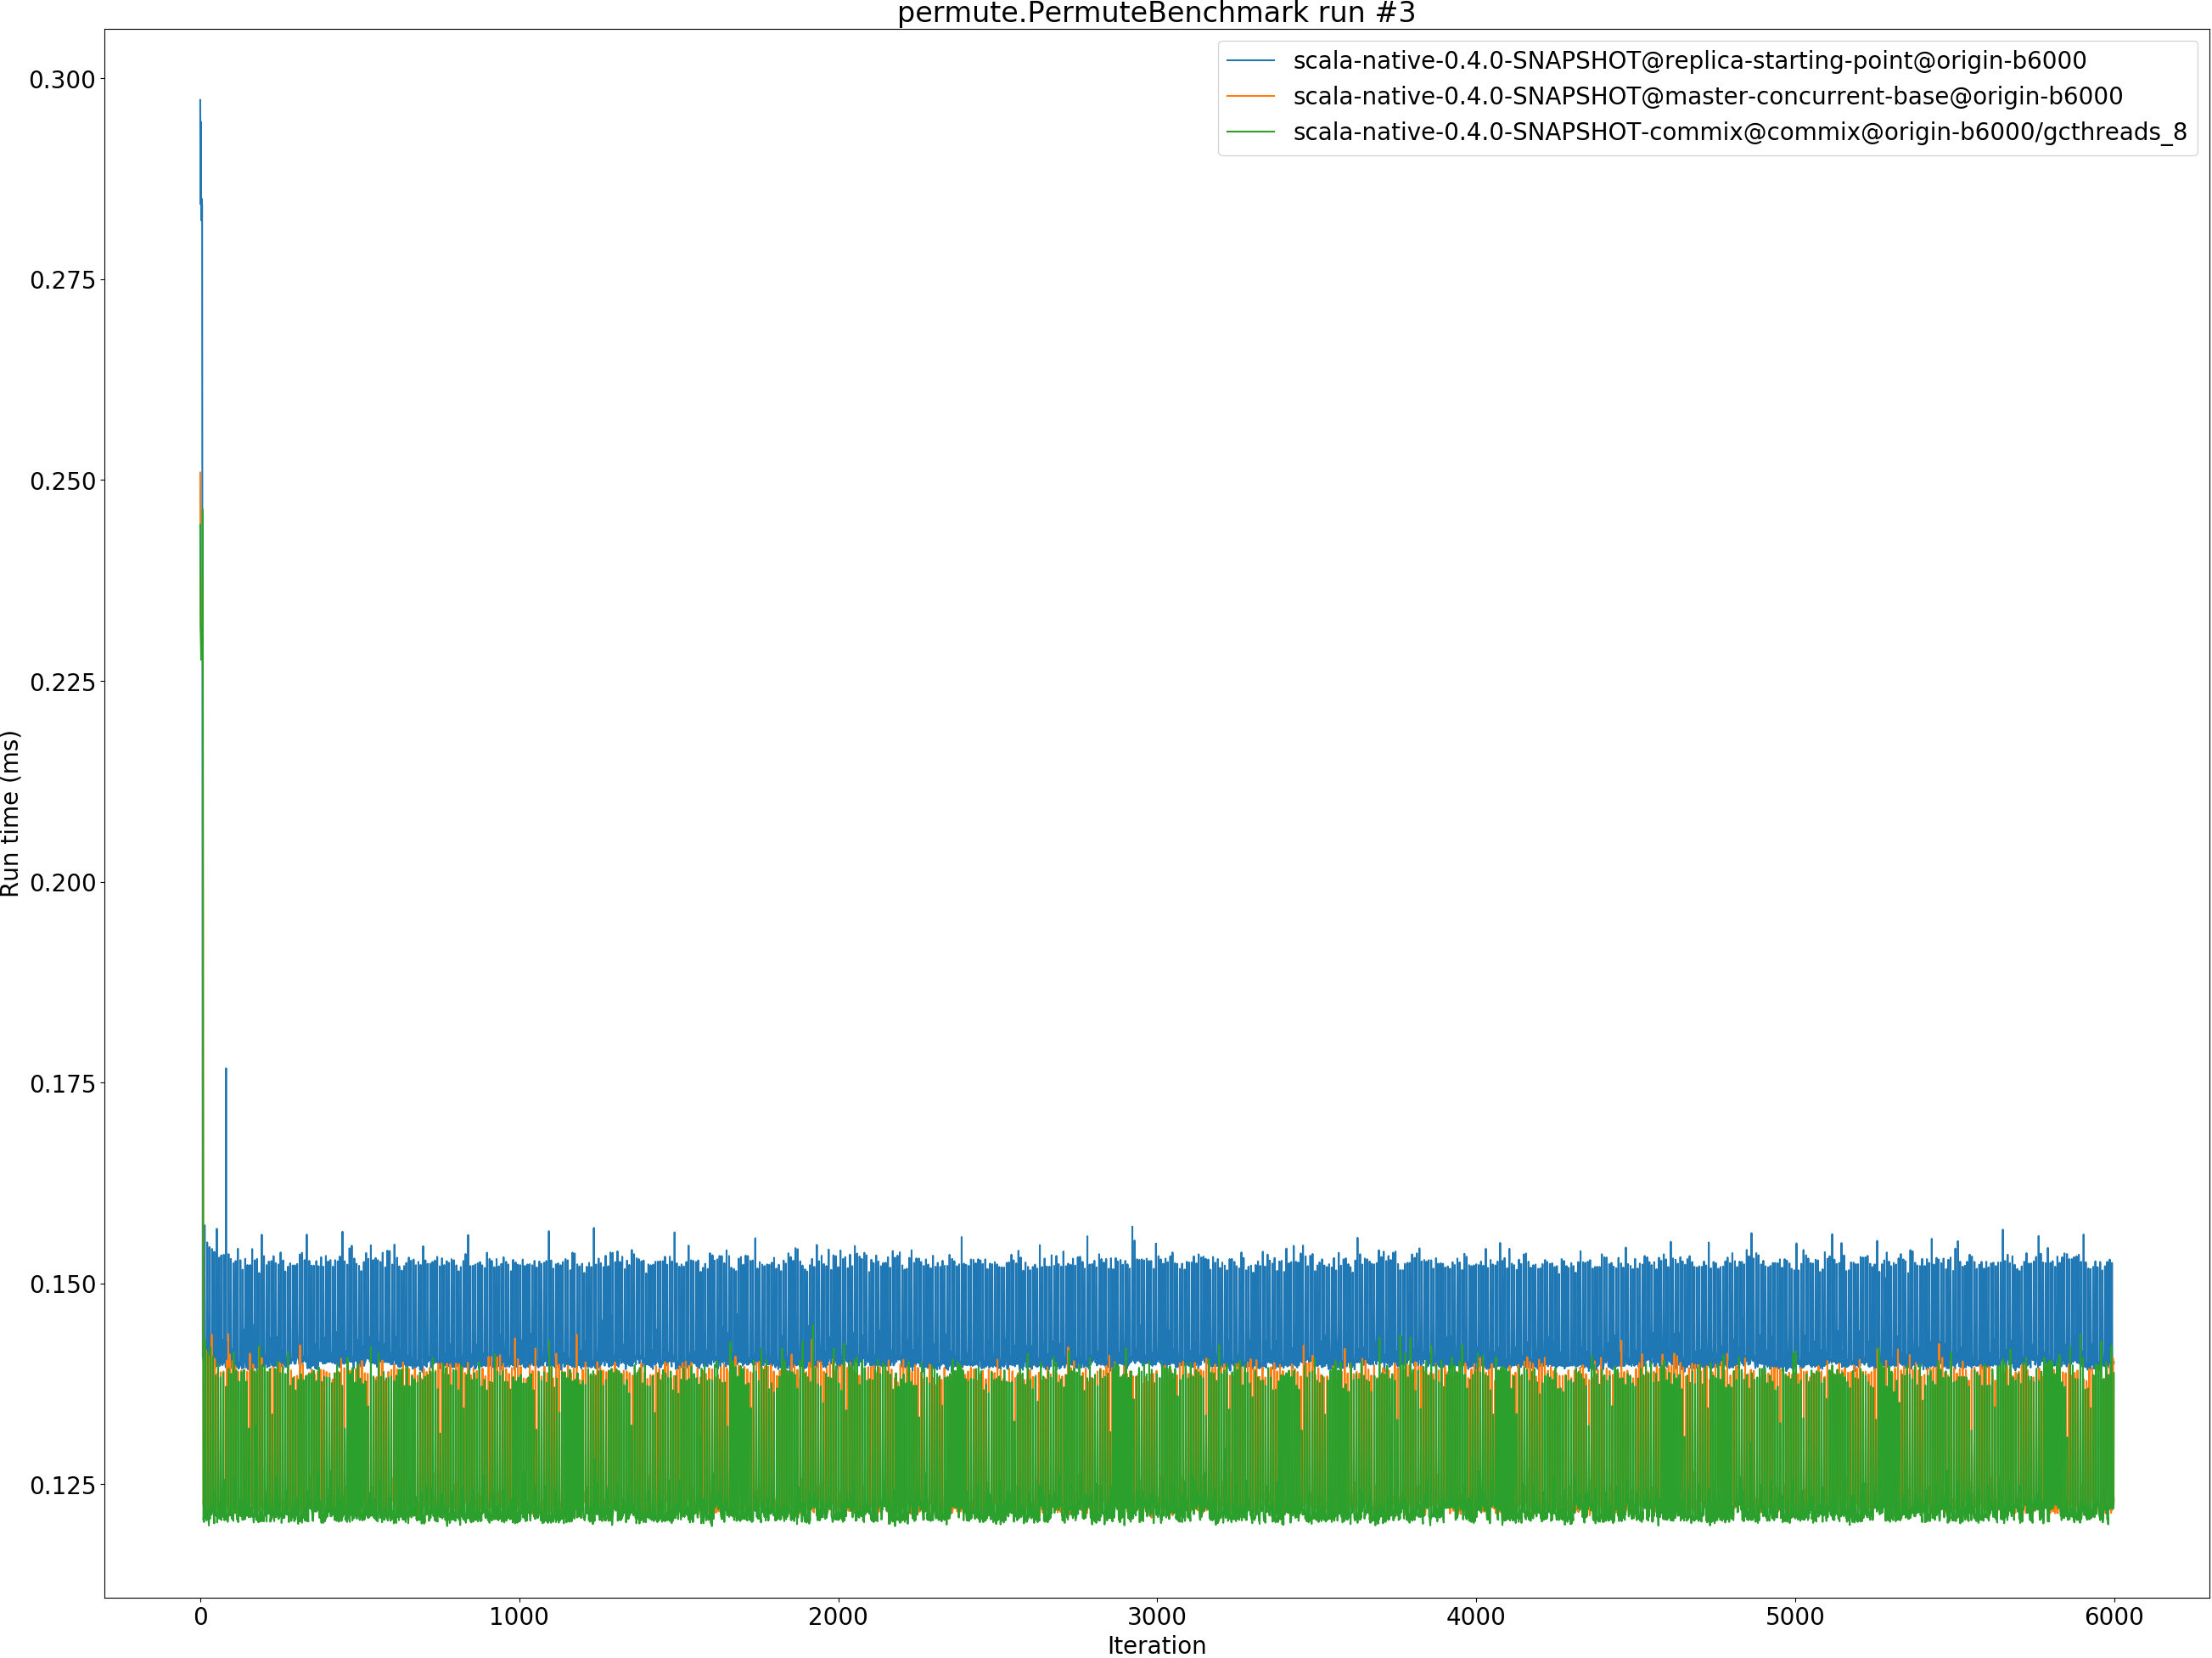 permute.PermuteBenchmark run #3
scala-native-0.4.0-SNAPSHOT@replica-starting-point@origin-b6000
scala-native-0.4.0-SNAPSHOT@master-concurrent-base@origin-b6000
scala-native-0.4.0-SNAPSHOT-commix@commix@origin-b6000/gcthreads_8
Run time (ms)
0.300
0.275
0.250
0.225
0.200
0.175
0.150
0.125
0
1000
2000
3000
4000
5000
6000
Iteration